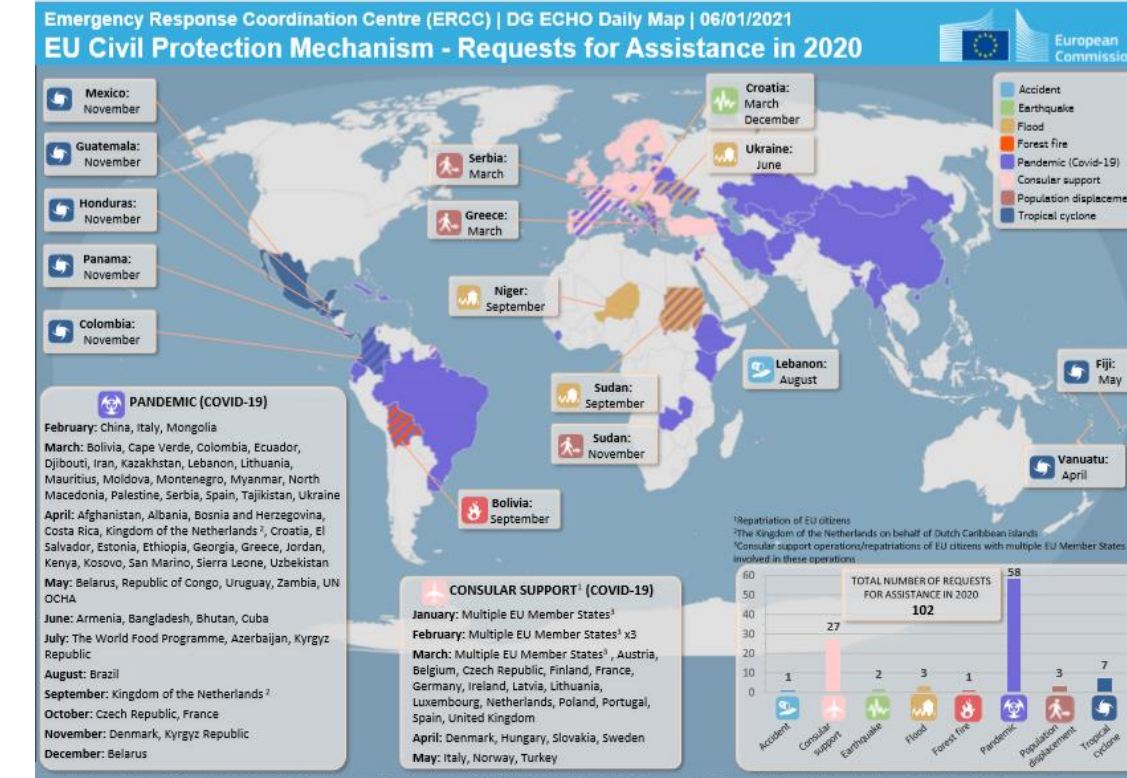 Emergency Response Coordination Centre (ERCC) | DG ECHO Daily Map | 06/01/2021
EU Civil Protection Mechanism - Requests for Assistance in 2020
European
Commissio
Mexico:
November
Guatemala:
November
Honduras:
November
Panama:
November
Colombia:
November
Serbia:
March
Greece:
March
Croatia:
March
December
Ukraine:
June
Niger:
September
Sudan:
September
Sudan:
November
Lebanon:
August
Bolivia:
September
Fiji:
May
Vanuatu:
April
Accident
Earthquake
Flood
Forest fire
Pandemic (Covid-19)
Consular support
Population displaceme
Tropical cyclone
PANDEMIC (COVID-19)
February: China, Italy, Mongolia
March: Bolivia, Cape Verde, Colombia, Ecuador,
Djibouti, Iran, Kazakhstan, Lebanon, Lithuania,
Mauritius, Moldova, Montenegro, Myanmar, North
Macedonia, Palestine, Serbia, Spain, Tajikistan, Ukraine
April: Afghanistan, Albania, Bosnia and Herzegovina,
Costa Rica, Kingdom of the Netherlands ², Croatia, El
Salvador, Estonia, Ethiopia, Georgia, Greece, Jordan,
Kenya, Kosovo, San Marino, Sierra Leone, Uzbekistan
May: Belarus, Republic of Congo, Uruguay, Zambia, UN
OCHA
June: Armenia, Bangladesh, Bhutan, Cuba
July: The World Food Programme, Azerbaijan, Kyrgyz
Republic
August: Brazil
September: Kingdom of the Netherlands ²
October: Czech Republic, France
November: Denmark, Kyrgyz Republic
December: Belarus
CONSULAR SUPPORT¹ (COVID-19)
January: Multiple EU Member States³
February: Multiple EU Member States³ x3
March: Multiple EU Member States³ , Austria,
Belgium, Czech Republic, Finland, France,
Germany, Ireland, Latvia, Lithuania,
Luxembourg, Netherlands, Poland, Portugal,
Spain, United Kingdom
April: Denmark, Hungary, Slovakia, Sweden
May: Italy, Norway, Turkey
¹Repatriation of EU citizens
²The Kingdom of the Netherlands on behalf of Dutch Caribbean islands
³Consular support operations/repatriations of EU citizens with multiple EU Member States
involved in these operations
TOTAL NUMBER OF REQUESTS
FOR ASSISTANCE IN 2020
102
60
50
40
30
20
10
0
1
27
2
3
1
58
3
7
Accident
Consular
support
Earthquake
Flood
Forest fire
Pandemic
Population
displacement
Tropical
cyclone